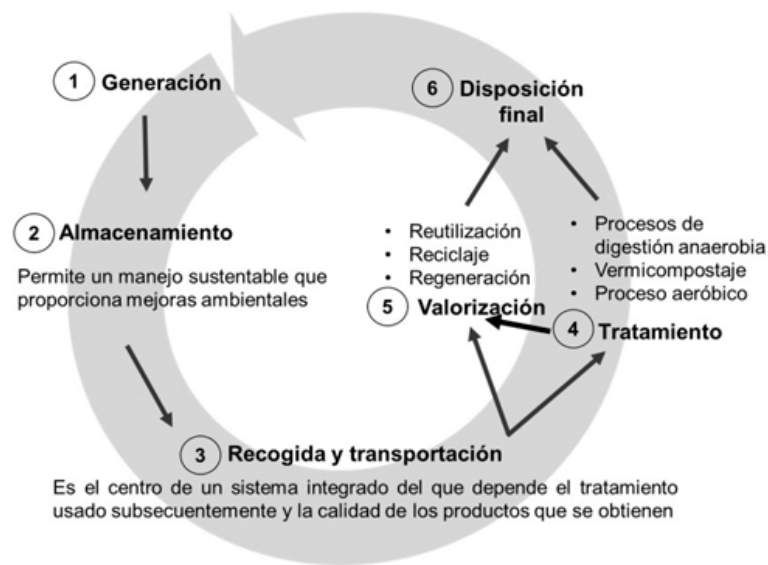 1 Generación
2 Almacenamiento
Permite un manejo sustentable que
proporciona mejoras ambientales
3 Recogida y transportación
Es el centro de un sistema integrado del que depende el tratamiento
usado subsecuentemente y la calidad de los productos que se obtienen
4 Tratamiento
• Procesos de
digestión anaerobia
• Vermicompostaje
• Proceso aeróbico
5 Valorización
• Reutilización
• Reciclaje
• Regeneración
6 Disposición
final